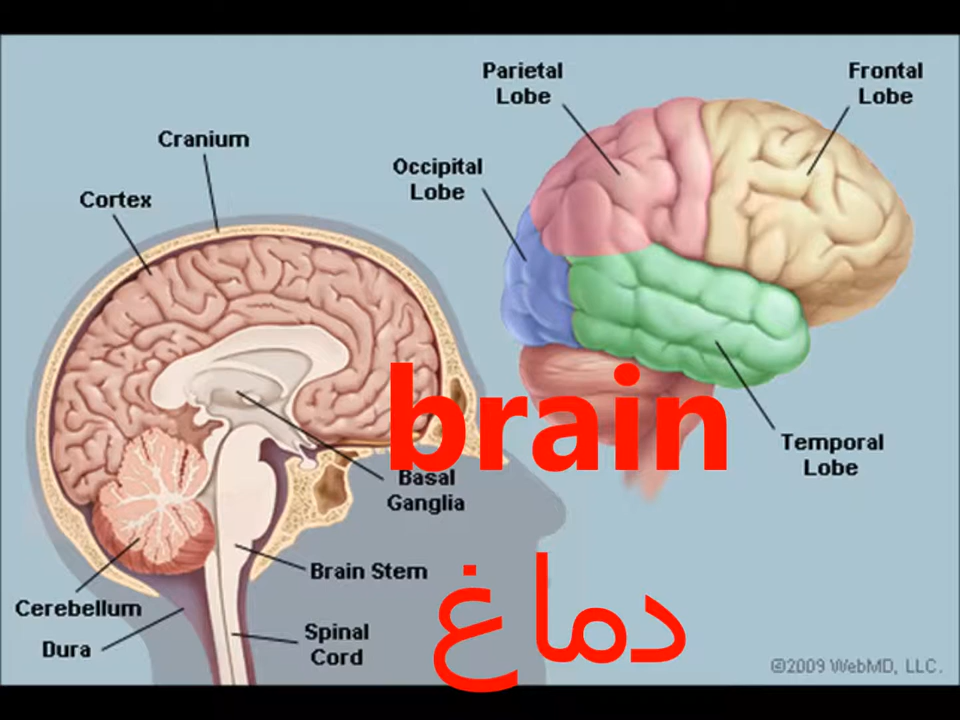 Parietal
Lobe
Frontal
Lobe
Cranium
Occipital
Lobe
Cortex
brain
Temporal
Lobe
Basal
Ganglia
Brain Stem
دماغ
Cerebellum
Spinal
Cord
Dura
©2009 WebMD, LLC.